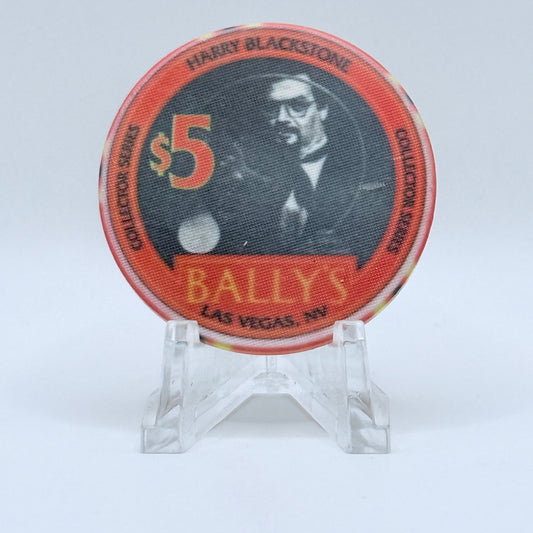 HARRY BLACKSTONE
COLLECTOR SERIES
$5
COLLECTOR SERIES
BALLY'S
LAS VEGAS, NV